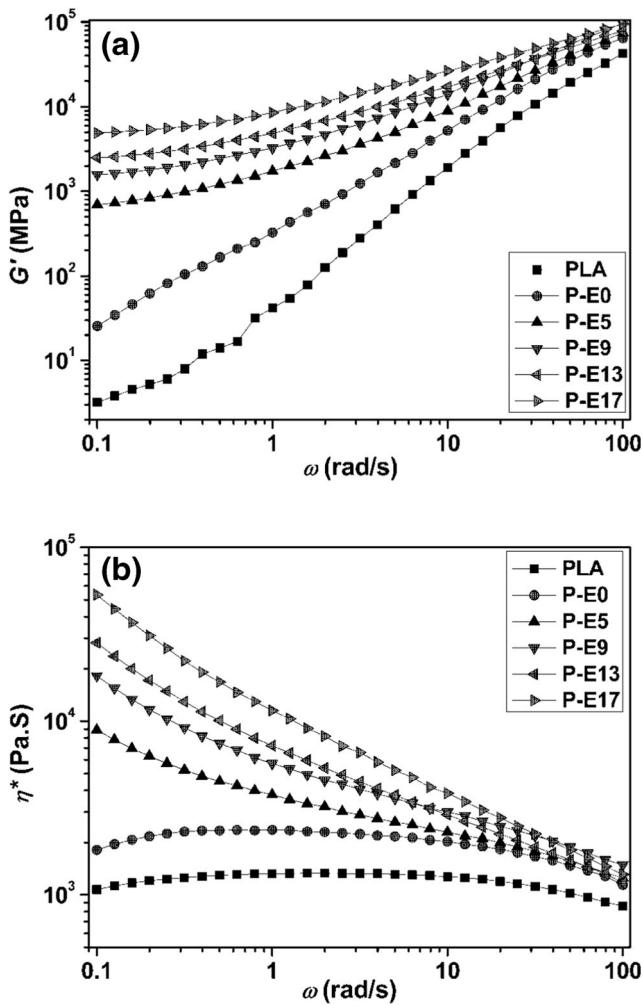 (a)
G' (MPa)
10^5
10^4
10^3
10^2
10^1
PLA
P-E0
P-E5
P-E9
P-E13
P-E17
0.1 1 10 100
ω (rad/s)
(b)
η* (Pa.S)
10^5
10^4
10^3
PLA
P-E0
P-E5
P-E9
P-E13
P-E17
0.1 1 10 100
ω (rad/s)